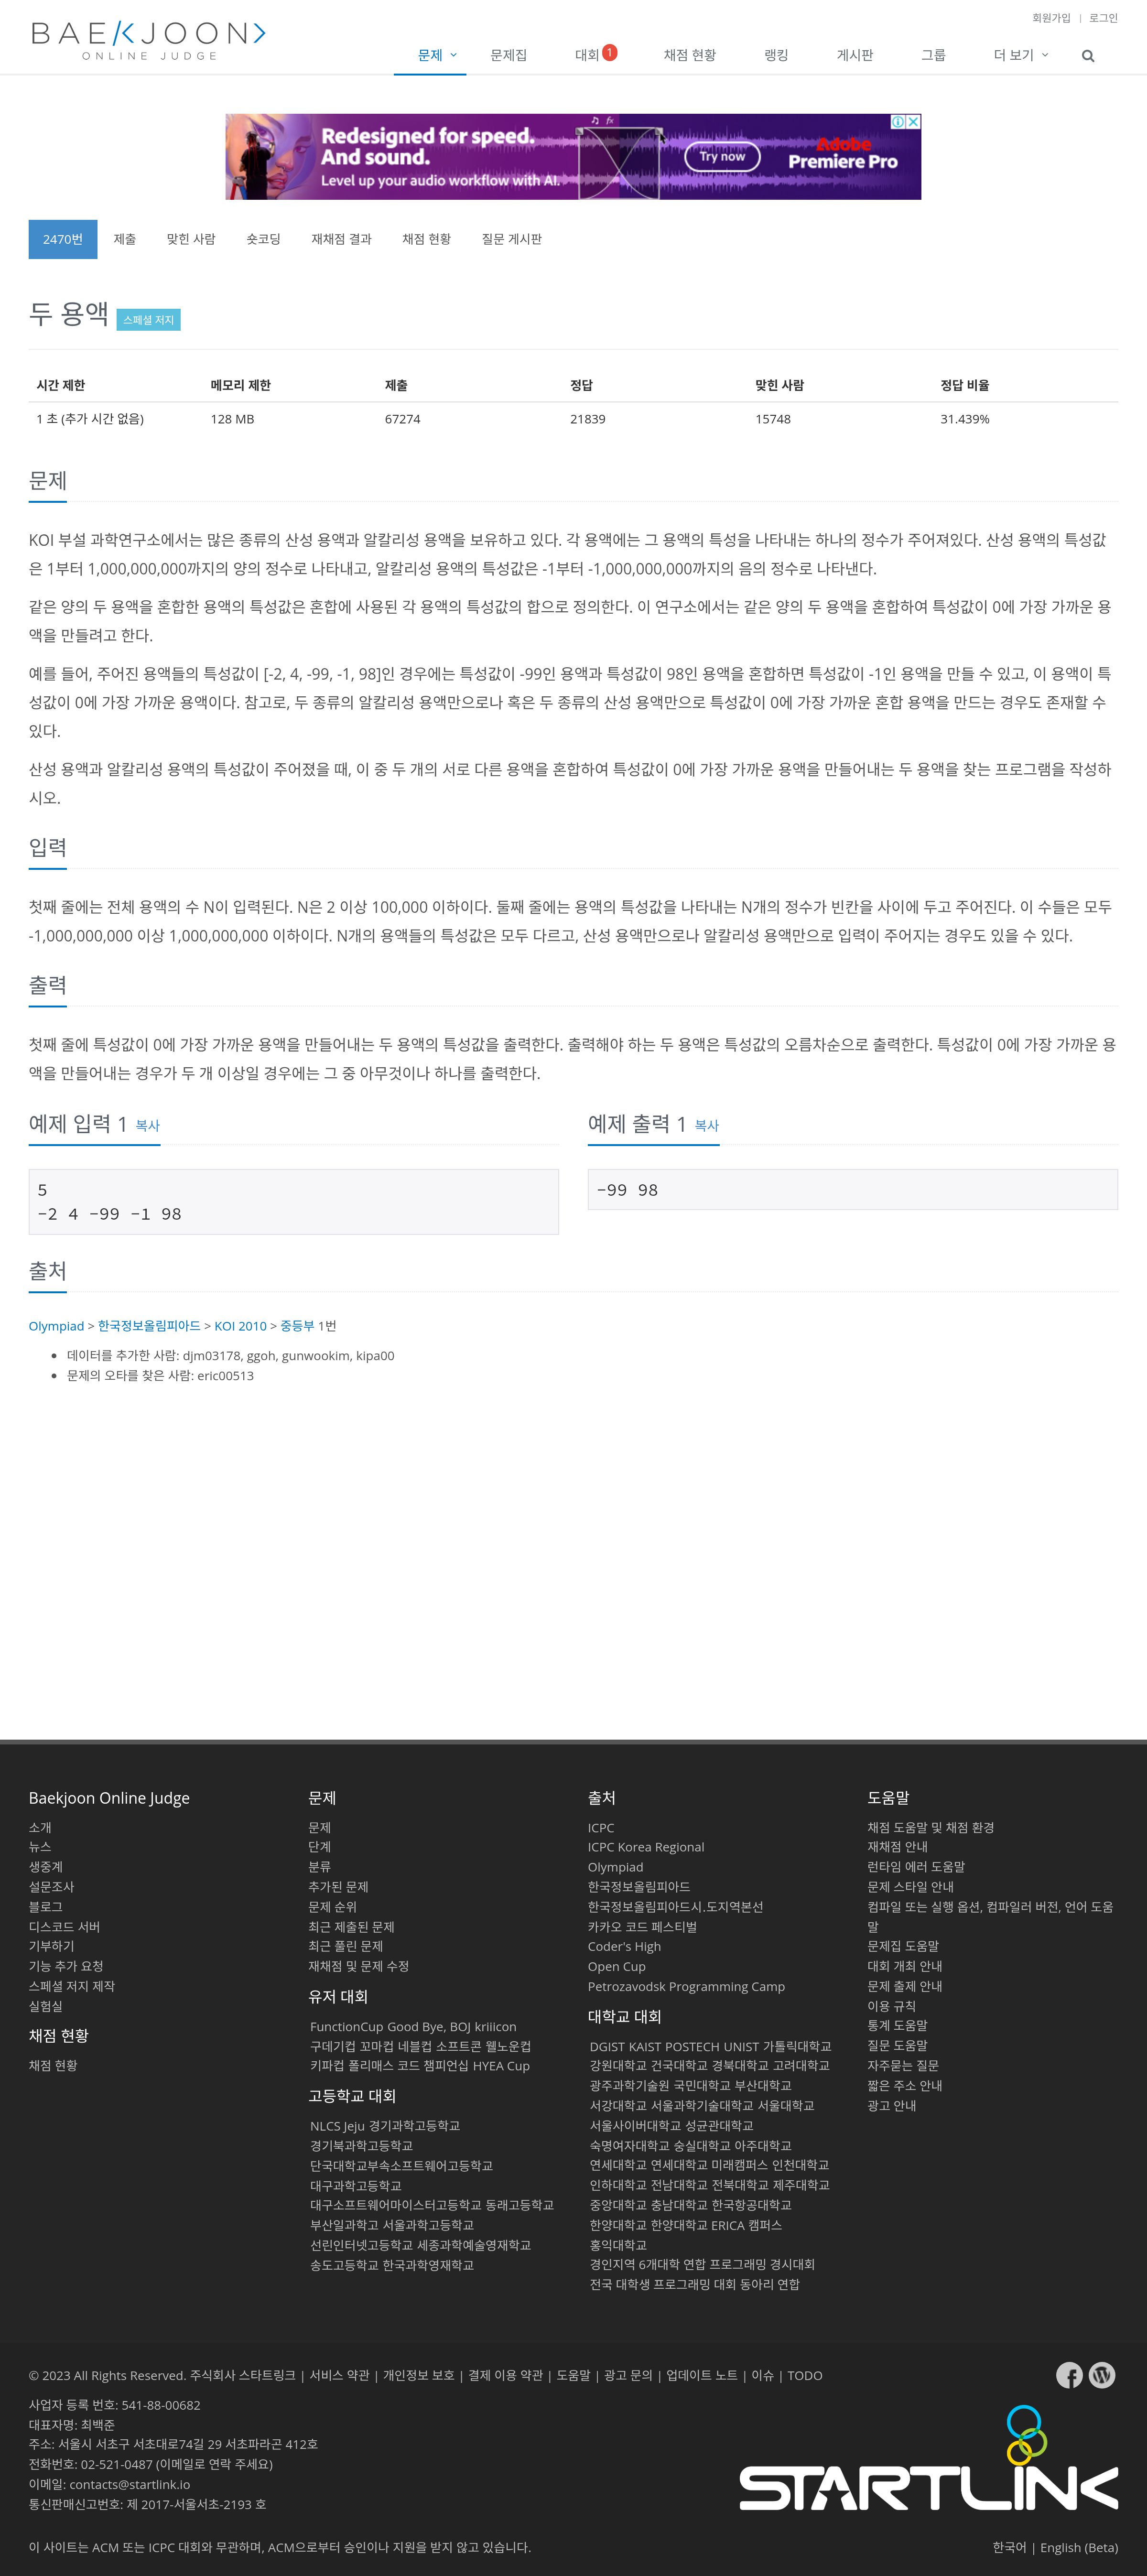 회원가입 | 로그인
BAEKJOON>
ONLINE JUDGE
문제 문제집 대회 1 채점 현황 랭킹 게시판 그룹 더 보기
Redesigned for speed.
And sound.
Level up your audio workflow with AI.
Try now
Adobe
Premiere Pro
2470번 제출 맞힌 사람 숏코딩 재채점 결과 채점 현황 질문 게시판
두 용액 스페셜 저지
시간 제한 메모리 제한 제출 정답 맞힌 사람 정답 비율
1 초 (추가 시간 없음) 128 MB 67274 21839 15748 31.439%
문제
KOI 부설 과학연구소에서는 많은 종류의 산성 용액과 알칼리성 용액을 보유하고 있다. 각 용액에는 그 용액의 특성을 나타내는 하나의 정수가 주어져있다. 산성 용액의 특성값
은 1부터 1,000,000,000까지의 양의 정수로 나타내고, 알칼리성 용액의 특성값은 -1부터 -1,000,000,000까지의 음의 정수로 나타낸다.
같은 양의 두 용액을 혼합한 용액의 특성값은 혼합에 사용된 각 용액의 특성값의 합으로 정의한다. 이 연구소에서는 같은 양의 두 용액을 혼합하여 특성값이 0에 가장 가까운 용
액을 만들려고 한다.
예를 들어, 주어진 용액들의 특성값이 [-2, 4, -99, -1, 98]인 경우에는 특성값이 -99인 용액과 특성값이 98인 용액을 혼합하면 특성값이 -1인 용액을 만들 수 있고, 이 용액이 특
성값이 0에 가장 가까운 용액이다. 참고로, 두 종류의 알칼리성 용액만으로나 혹은 두 종류의 산성 용액만으로 특성값이 0에 가장 가까운 혼합 용액을 만드는 경우도 존재할 수
있다.
산성 용액과 알칼리성 용액의 특성값이 주어졌을 때, 이 중 두 개의 서로 다른 용액을 혼합하여 특성값이 0에 가장 가까운 용액을 만들어내는 두 용액을 찾는 프로그램을 작성하
시오.
입력
첫째 줄에는 전체 용액의 수 N이 입력된다. N은 2 이상 100,000 이하이다. 둘째 줄에는 용액의 특성값을 나타내는 N개의 정수가 빈칸을 사이에 두고 주어진다. 이 수들은 모두
-1,000,000,000 이상 1,000,000,000 이하이다. N개의 용액들의 특성값은 모두 다르고, 산성 용액만으로나 알칼리성 용액만으로 입력이 주어지는 경우도 있을 수 있다.
출력
첫째 줄에 특성값이 0에 가장 가까운 용액을 만들어내는 두 용액의 특성값을 출력한다. 출력해야 하는 두 용액은 특성값의 오름차순으로 출력한다. 특성값이 0에 가장 가까운 용
액을 만들어내는 경우가 두 개 이상일 경우에는 그 중 아무것이나 하나를 출력한다.
예제 입력 1 복사
5
-2 4 -99 -1 98
예제 출력 1 복사
-99 98
출처
Olympiad > 한국정보올림피아드 > KOI 2010 > 중등부 1번
• 데이터를 추가한 사람: djm03178, ggoh, gunwookim, kipa00
• 문제의 오타를 찾은 사람: eric00513
Baekjoon Online Judge
소개
뉴스
생중계
설문조사
블로그
디스코드 서버
기부하기
기능 추가 요청
스페셜 저지 제작
실험실
채점 현황
채점 현황
문제
문제
단계
분류
추가된 문제
문제 순위
최근 제출된 문제
최근 풀린 문제
재채점 및 문제 수정
유저 대회
FunctionCup Good Bye, BOJ kriiicon
구데기컵 꼬마컵 네블컵 소프트콘 웰노운컵
키파컵 폴리매스 코드 챔피언십 HYEA Cup
고등학교 대회
NLCS Jeju 경기과학고등학교
경기북과학고등학교
단국대학교부속소프트웨어고등학교
대구과학고등학교
대구소프트웨어마이스터고등학교 동래고등학교
부산일과학고 서울과학고등학교
선린인터넷고등학교 세종과학예술영재학교
송도고등학교 한국과학영재학교
출처
ICPC
ICPC Korea Regional
Olympiad
한국정보올림피아드
한국정보올림피아드시.도지역본선
카카오 코드 페스티벌
Coder's High
Open Cup
Petrozavodsk Programming Camp
대학교 대회
DGIST KAIST POSTECH UNIST 가톨릭대학교
강원대학교 건국대학교 경북대학교 고려대학교
광주과학기술원 국민대학교 부산대학교
서강대학교 서울과학기술대학교 서울대학교
서울사이버대학교 성균관대학교
숙명여자대학교 숭실대학교 아주대학교
연세대학교 연세대학교 미래캠퍼스 인천대학교
인하대학교 전남대학교 전북대학교 제주대학교
중앙대학교 충남대학교 한국항공대학교
한양대학교 한양대학교 ERICA 캠퍼스
홍익대학교
경인지역 6개대학 연합 프로그래밍 경시대회
전국 대학생 프로그래밍 대회 동아리 연합
도움말
채점 도움말 및 채점 환경
재채점 안내
런타임 에러 도움말
문제 스타일 안내
컴파일 또는 실행 옵션, 컴파일러 버전, 언어 도움
말
문제집 도움말
대회 개최 안내
문제 출제 안내
이용 규칙
통계 도움말
질문 도움말
자주묻는 질문
짧은 주소 안내
광고 안내
© 2023 All Rights Reserved. 주식회사 스타트링크 | 서비스 약관 | 개인정보 보호 | 결제 이용 약관 | 도움말 | 광고 문의 | 업데이트 노트 | 이슈 | TODO
사업자 등록 번호: 541-88-00682
대표자명: 최백준
주소: 서울시 서초구 서초대로74길 29 서초파라곤 412호
전화번호: 02-521-0487 (이메일로 연락 주세요)
이메일: contacts@startlink.io
통신판매신고번호: 제 2017-서울서초-2193 호
STARTLINK
이 사이트는 ACM 또는 ICPC 대회와 무관하며, ACM으로부터 승인이나 지원을 받지 않고 있습니다.
한국어 | English (Beta)